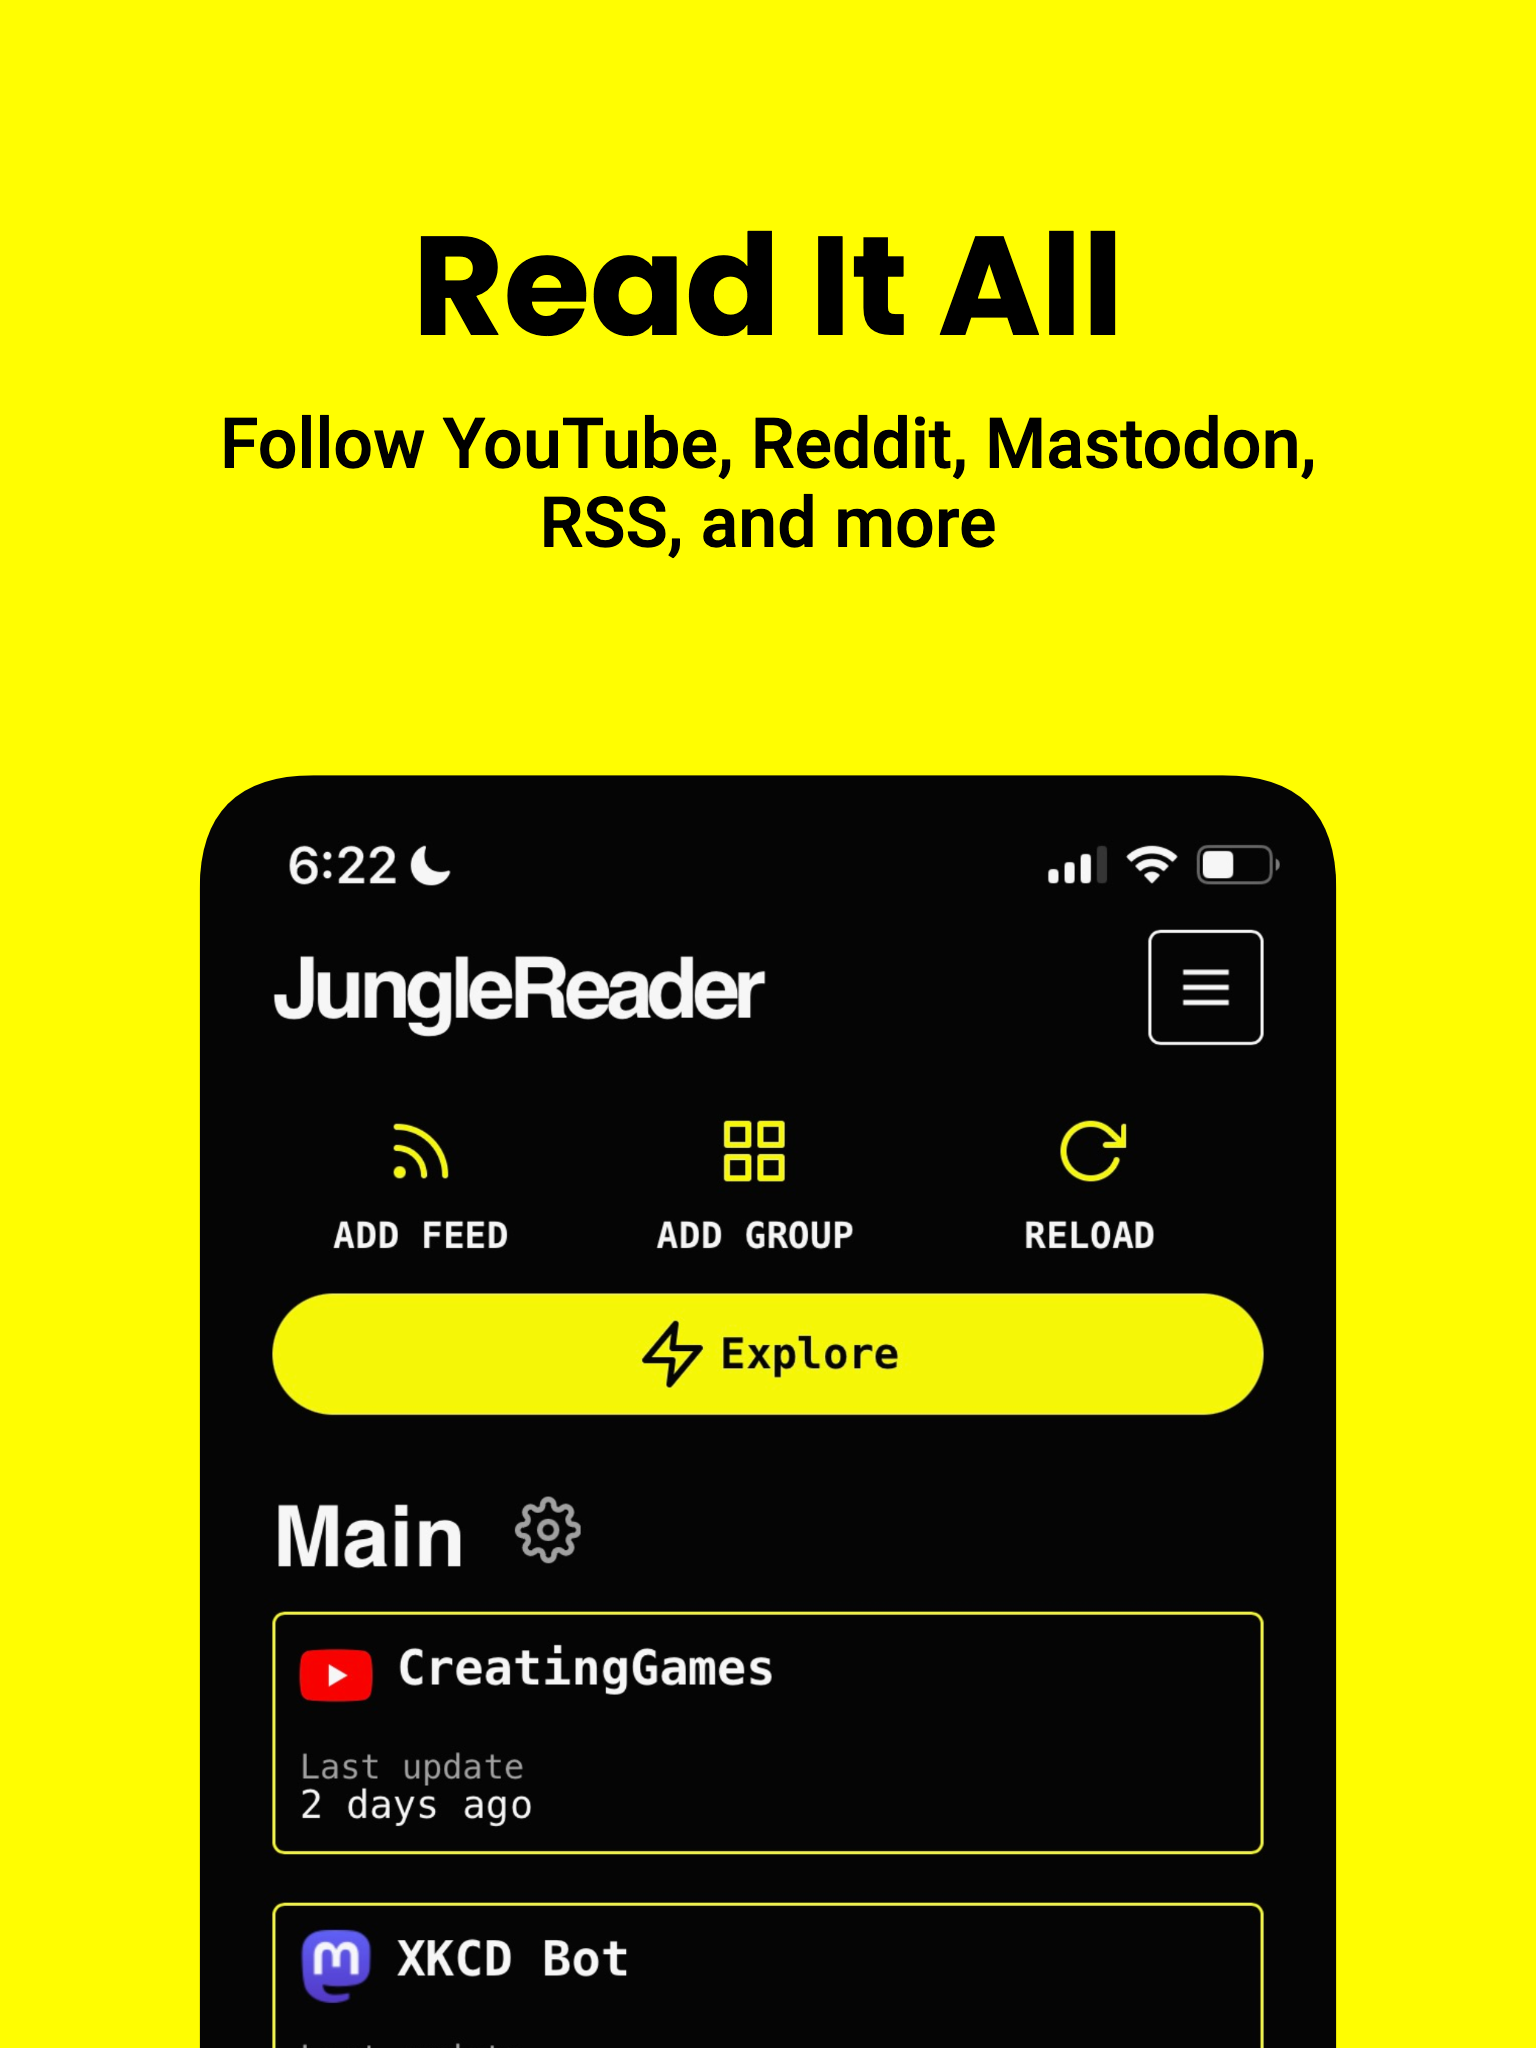 Read It All
Follow YouTube, Reddit, Mastodon,
RSS, and more
6:22
JungleReader
ADD FEED
ADD GROUP
RELOAD
Explore
Main
CreatingGames
Last update
2 days ago
XKCD Bot